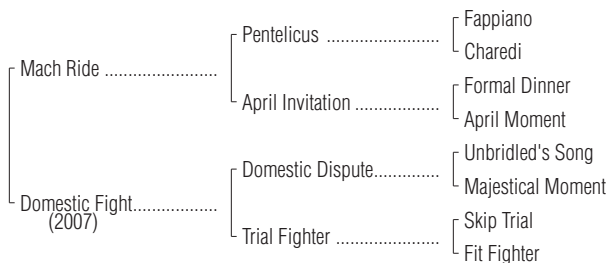 Fappiano
Pentelicus ........................
Charedi
Mach Ride ........................
Formal Dinner
April Invitation ..................
April Moment
Unbridled's Song
Domestic Dispute..............
Majestical Moment
Domestic Fight..................
(2007)
Skip Trial
Trial Fighter ......................
Fit Fighter